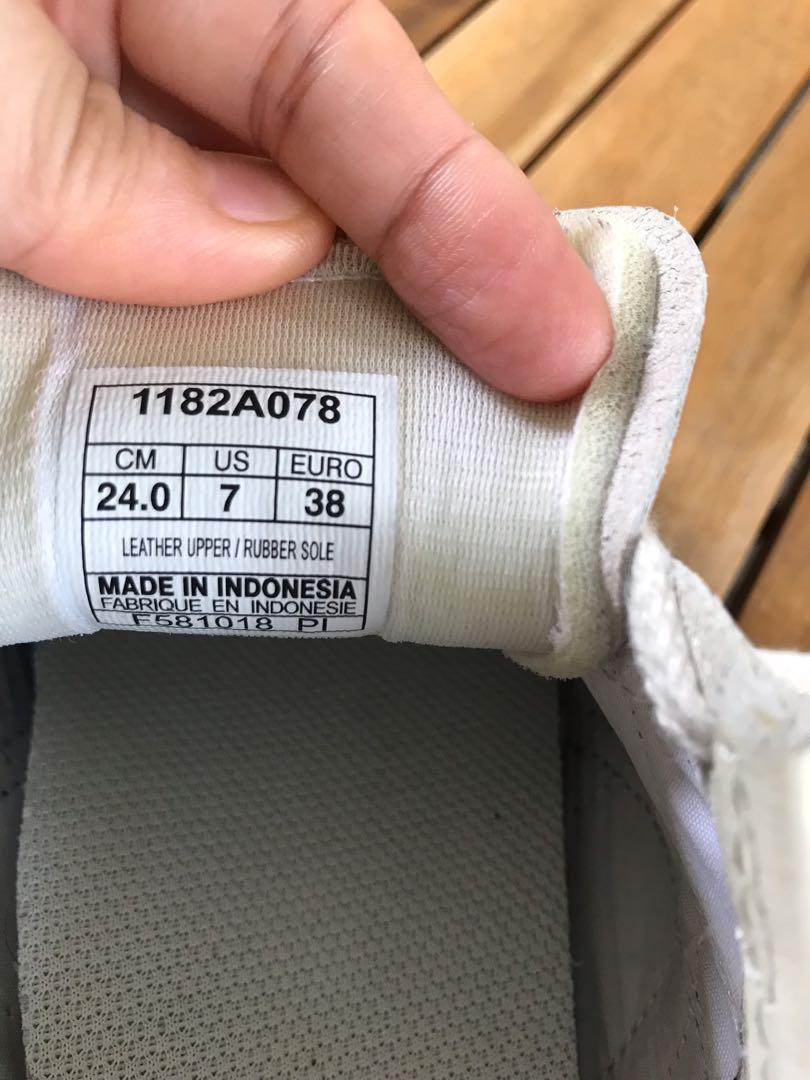 1182A078
CM US EURO
24.0 7 38
LEATHER UPPER / RUBBER SOLE
MADE IN INDONESIA
FABRIQUE EN INDONESIE
F581018 PI